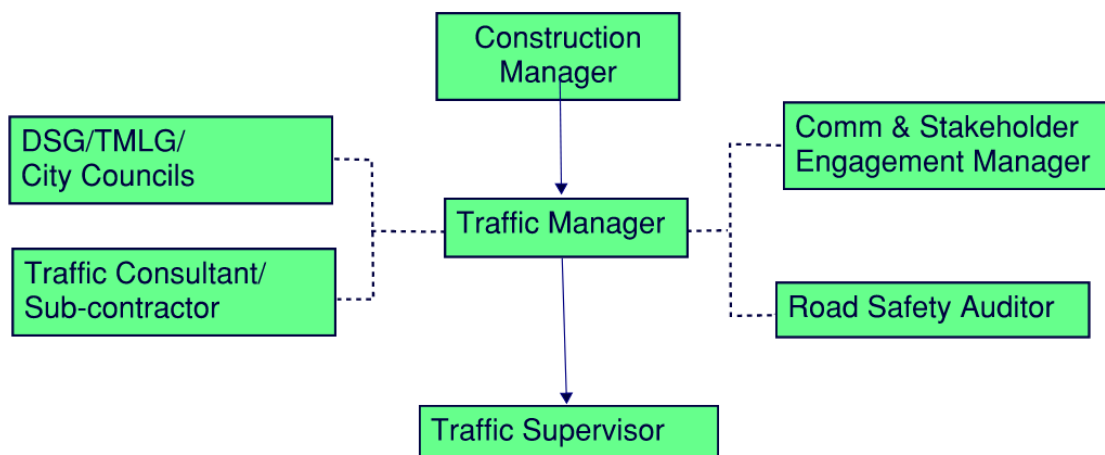 Construction
Manager
DSG/TMLG/
City Councils
Comm & Stakeholder
Engagement Manager
Traffic Manager
Traffic Consultant/
Sub-contractor
Road Safety Auditor
Traffic Supervisor